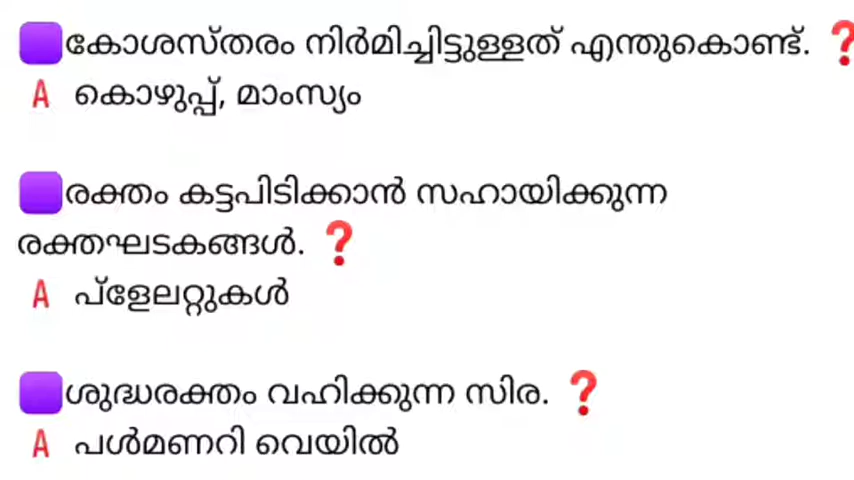 🟪കോശസ്തരം നിർമിച്ചിട്ടുള്ളത് എന്തുകൊണ്ട്. ❓
🅰 കൊഴുപ്പ്, മാംസ്യം
🟪രക്തം കട്ടപിടിക്കാൻ സഹായിക്കുന്ന
രക്തഘടകങ്ങൾ. ❓
🅰 പ്ളേലറ്റുകൾ
🟪ശുദ്ധരക്തം വഹിക്കുന്ന സിര. ❓
🅰 പൾമണറി വെയിൽ